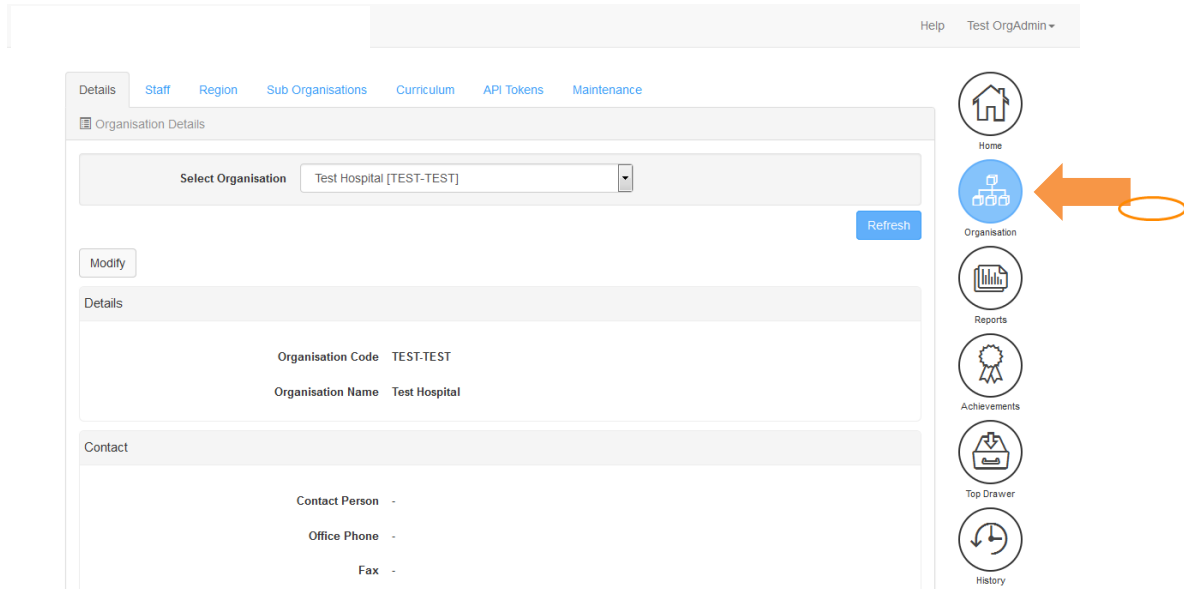 Help Test OrgAdmin
Details Staff Region Sub Organisations Curriculum API Tokens Maintenance
Organisation Details
Home
Select Organisation Test Hospital [TEST-TEST]
Refresh
Organisation
Modify
Details
Reports
Organisation Code TEST-TEST
Organisation Name Test Hospital
Achievements
Contact
Top Drawer
Contact Person -
Office Phone -
Fax -
History